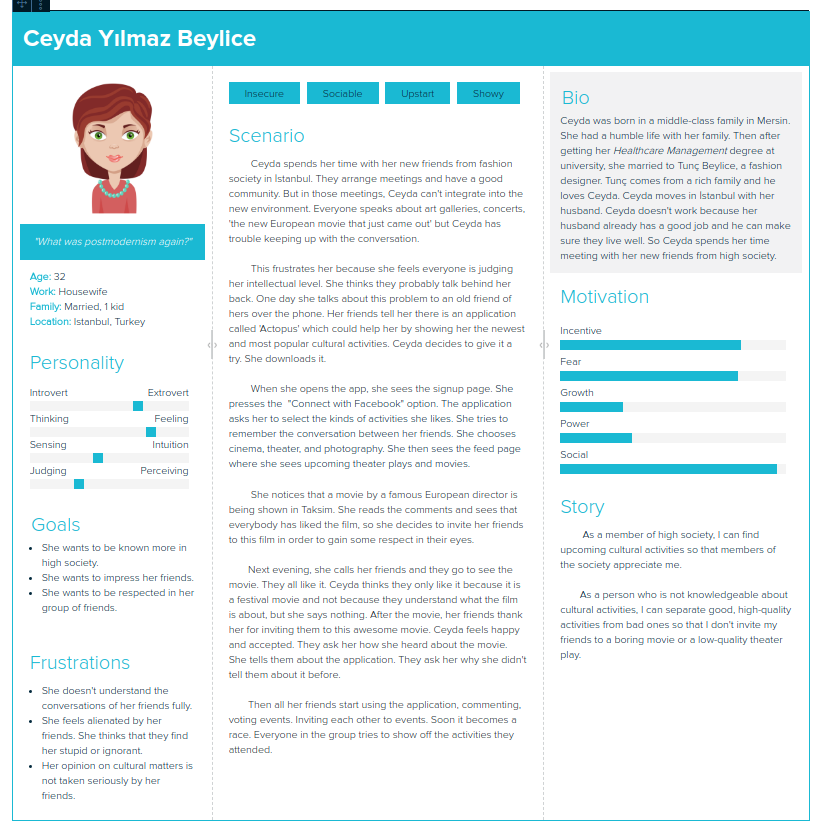 Ceyda Yılmaz Beylice
"What was postmodernism again?"
Age: 32
Work: Housewife
Family: Married, 1 kid
Location: Istanbul, Turkey
Personality
Introvert Extrovert
Thinking Feeling
Sensing Intuition
Judging Perceiving
Goals
• She wants to be known more in
high society.
• She wants to impress her friends.
• She wants to be respected in her
group of friends.
Frustrations
• She doesn't understand the
conversations of her friends fully.
• She feels alienated by her
friends. She thinks that they find
her stupid or ignorant.
• Her opinion on cultural matters is
not taken seriously by her
friends.
Insecure Sociable Upstart Showy
Scenario
Ceyda spends her time with her new friends from fashion
society in İstanbul. They arrange meetings and have a good
community. But in those meetings, Ceyda can't integrate into the
new environment. Everyone speaks about art galleries, concerts,
'the new European movie that just came out' but Ceyda has
trouble keeping up with the conversation.
This frustrates her because she feels everyone is judging
her intellectual level. She thinks they probably talk behind her
back. One day she talks about this problem to an old friend of
hers over the phone. Her friends tell her there is an application
called 'Actopus' which could help her by showing her the newest
and most popular cultural activities. Ceyda decides to give it a
try. She downloads it.
When she opens the app, she sees the signup page. She
presses the "Connect with Facebook" option. The application
asks her to select the kinds of activities she likes. She tries to
remember the conversation between her friends. She chooses
cinema, theater, and photography. She then sees the feed page
where she sees upcoming theater plays and movies.
She notices that a movie by a famous European director is
being shown in Taksim. She reads the comments and sees that
everybody has liked the film, so she decides to invite her friends
to this film in order to gain some respect in their eyes.
Next evening, she calls her friends and they go to see the
movie. They all like it. Ceyda thinks they only like it because it is
a festival movie and not because they understand what the film
is about, but she says nothing. After the movie, her friends thank
her for inviting them to this awesome movie. Ceyda feels happy
and accepted. They ask her how she heard about the movie.
She tells them about the application. They ask her why she didn't
tell them about it before.
Then all her friends start using the application, commenting,
voting events. Inviting each other to events. Soon it becomes a
race. Everyone in the group tries to show off the activities they
attended.
Bio
Ceyda was born in a middle-class family in Mersin.
She had a humble life with her family. Then after
getting her Healthcare Management degree at
university, she married to Tunç Beylice, a fashion
designer. Tunç comes from a rich family and he
loves Ceyda. Ceyda moves in İstanbul with her
husband. Ceyda doesn't work because her
husband already has a good job and he can make
sure they live well. So Ceyda spends her time
meeting with her new friends from high society.
Motivation
Incentive
Fear
Growth
Power
Social
Story
As a member of high society, I can find
upcoming cultural activities so that members of
the society appreciate me.
As a person who is not knowledgeable about
cultural activities, I can separate good, high-quality
activities from bad ones so that I don't invite my
friends to a boring movie or a low-quality theater
play.